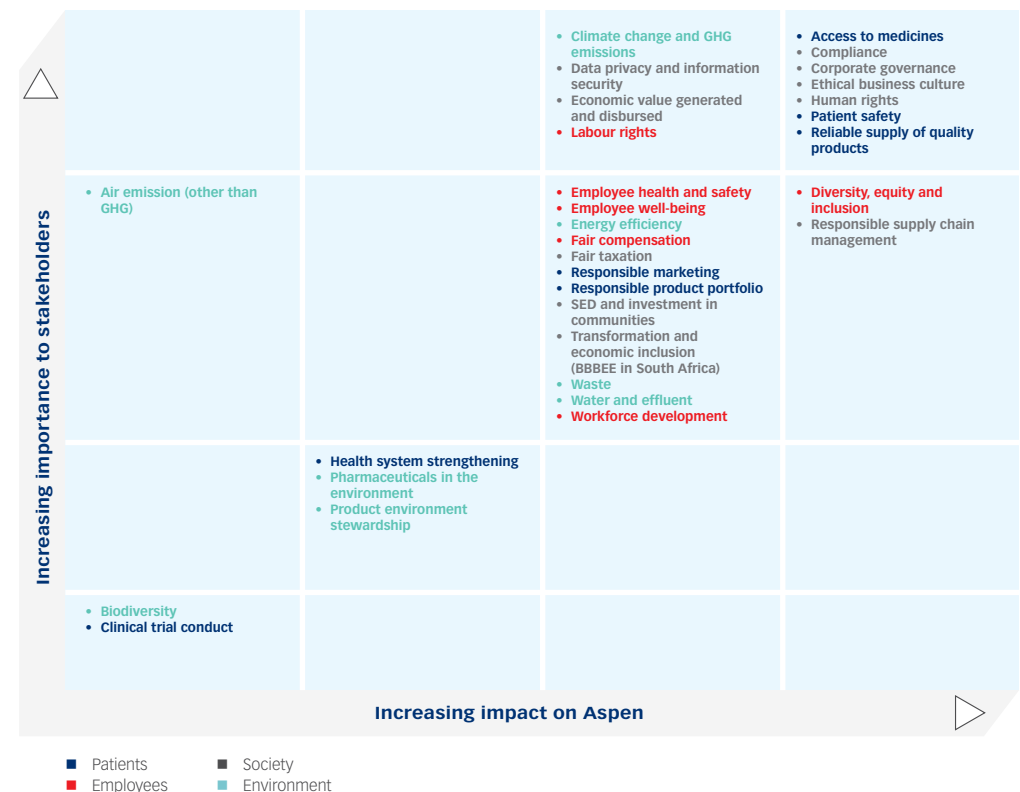 Increasing importance to stakeholders
• Climate change and GHG
emissions
• Data privacy and information
security
• Economic value generated
and disbursed
• Labour rights
• Access to medicines
• Compliance
• Corporate governance
• Ethical business culture
• Human rights
• Patient safety
• Reliable supply of quality
products
• Air emission (other than
GHG)
• Employee health and safety
• Employee well-being
• Energy efficiency
• Fair compensation
• Fair taxation
• Responsible marketing
• Responsible product portfolio
• SED and investment in
communities
• Transformation and
economic inclusion
(BBBEE in South Africa)
• Waste
• Water and effluent
• Workforce development
• Diversity, equity and
inclusion
• Responsible supply chain
management
• Health system strengthening
• Pharmaceuticals in the
environment
• Product environment
stewardship
• Biodiversity
• Clinical trial conduct
Increasing impact on Aspen
Patients
Society
Employees
Environment